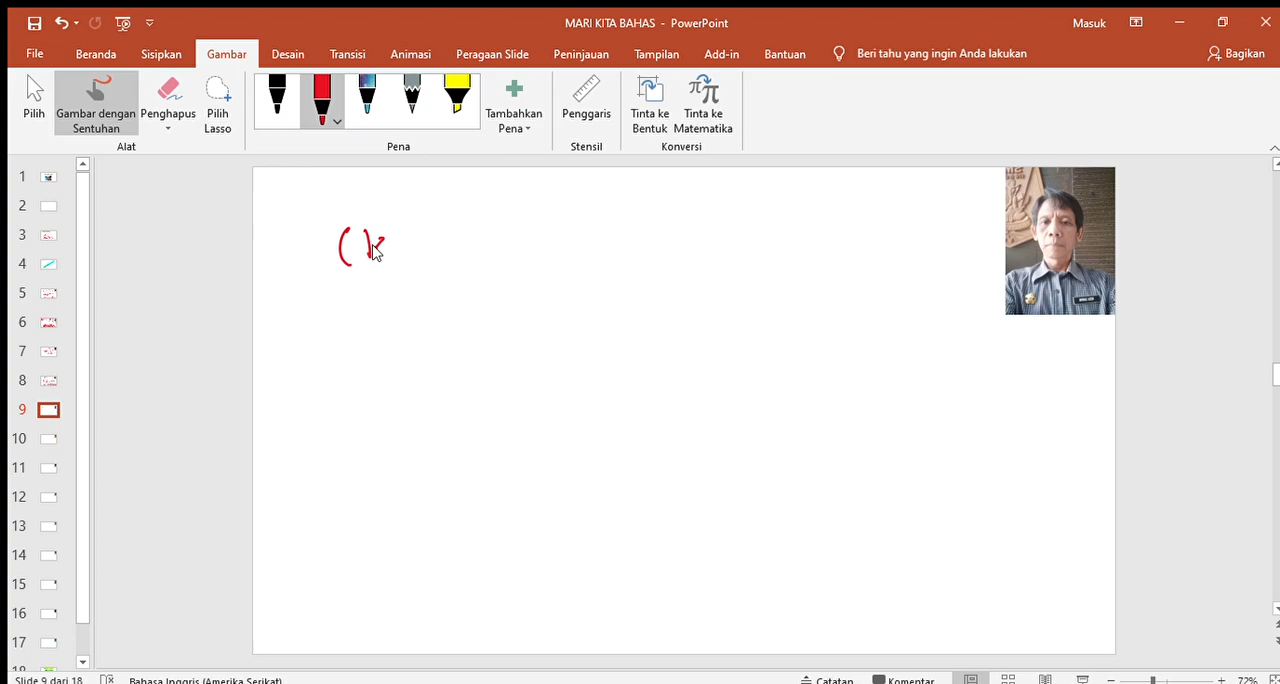 MARI KITA BAHAS - PowerPoint
Masuk
File Beranda Sisipkan Gambar Desain Transisi Animasi Peragaan Slide Peninjauan Tampilan Add-in Bantuan Beri tahu yang ingin Anda lakukan Bagikan
Pilih
Gambar dengan Sentuhan
Penghapus
Pilih Lasso
Tambahkan Pena
Penggaris
Tinta ke Bentuk
Tinta ke Matematika
Alat
Pena
Stensil
Konversi
1
2
3
4
5
6
7
8
9
10
11
12
13
14
15
16
17
18
(
Slide 9 dari 18 Bahasa Inggris (Amerika Serikat) Catatan Komentar 72%